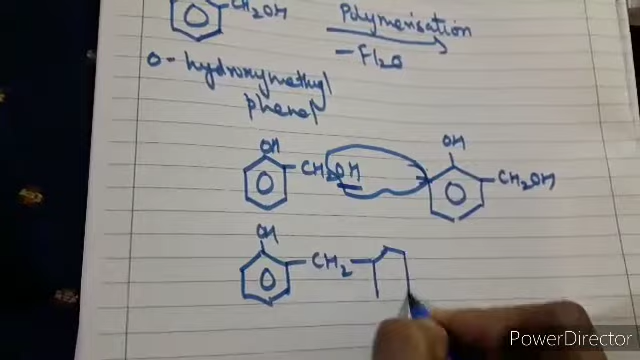 CH2OH
Polymerisation
- H2O
o - hydroxymethyl
phenol
OH
CH2OH
OH
CH2OH
OH
CH2
PowerDirector